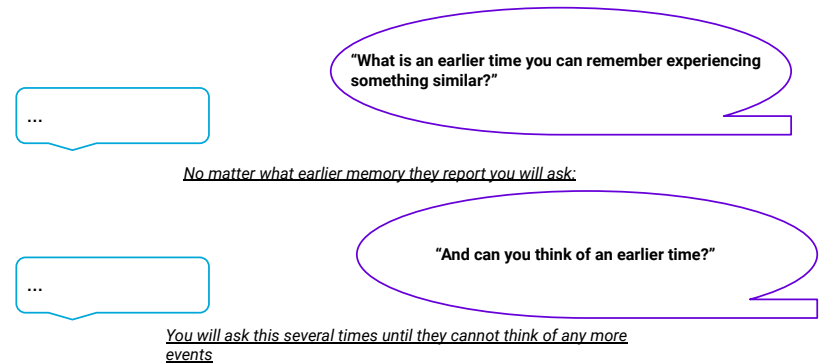 “What is an earlier time you can remember experiencing
something similar?”
...
No matter what earlier memory they report you will ask:
“And can you think of an earlier time?”
...
You will ask this several times until they cannot think of any more
events